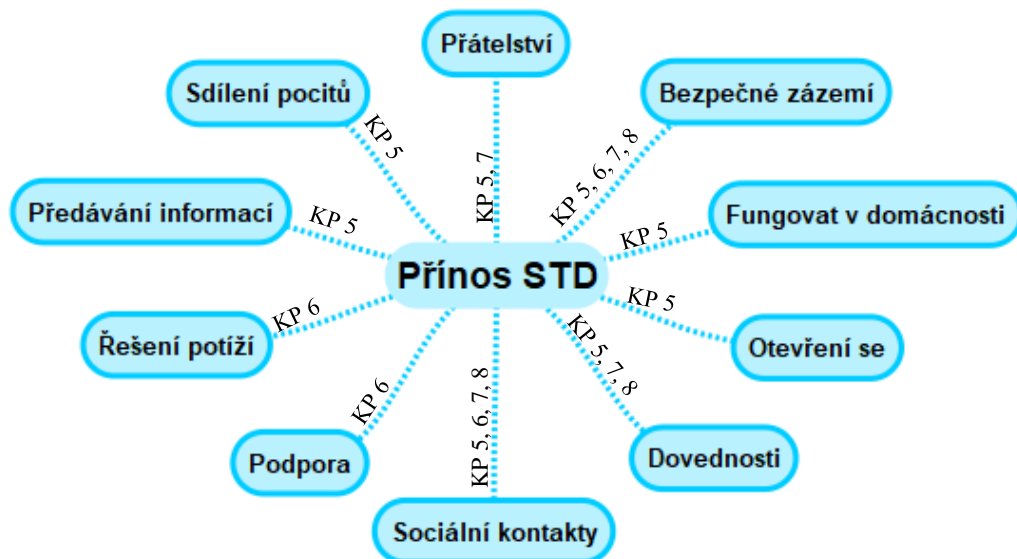 Přátelství
Sdílení pocitů
Bezpečné zázemí
KP 5
KP 5, 7
KP 5, 6, 7, 8
Předávání informací
KP 5
KP 5
Fungovat v domácnosti
Přínos STD
Řešení potíží
KP 6
KP 5
Otevření se
KP 6
KP 5, 6, 7, 8
KP 5, 7, 8
Podpora
Dovednosti
Sociální kontakty